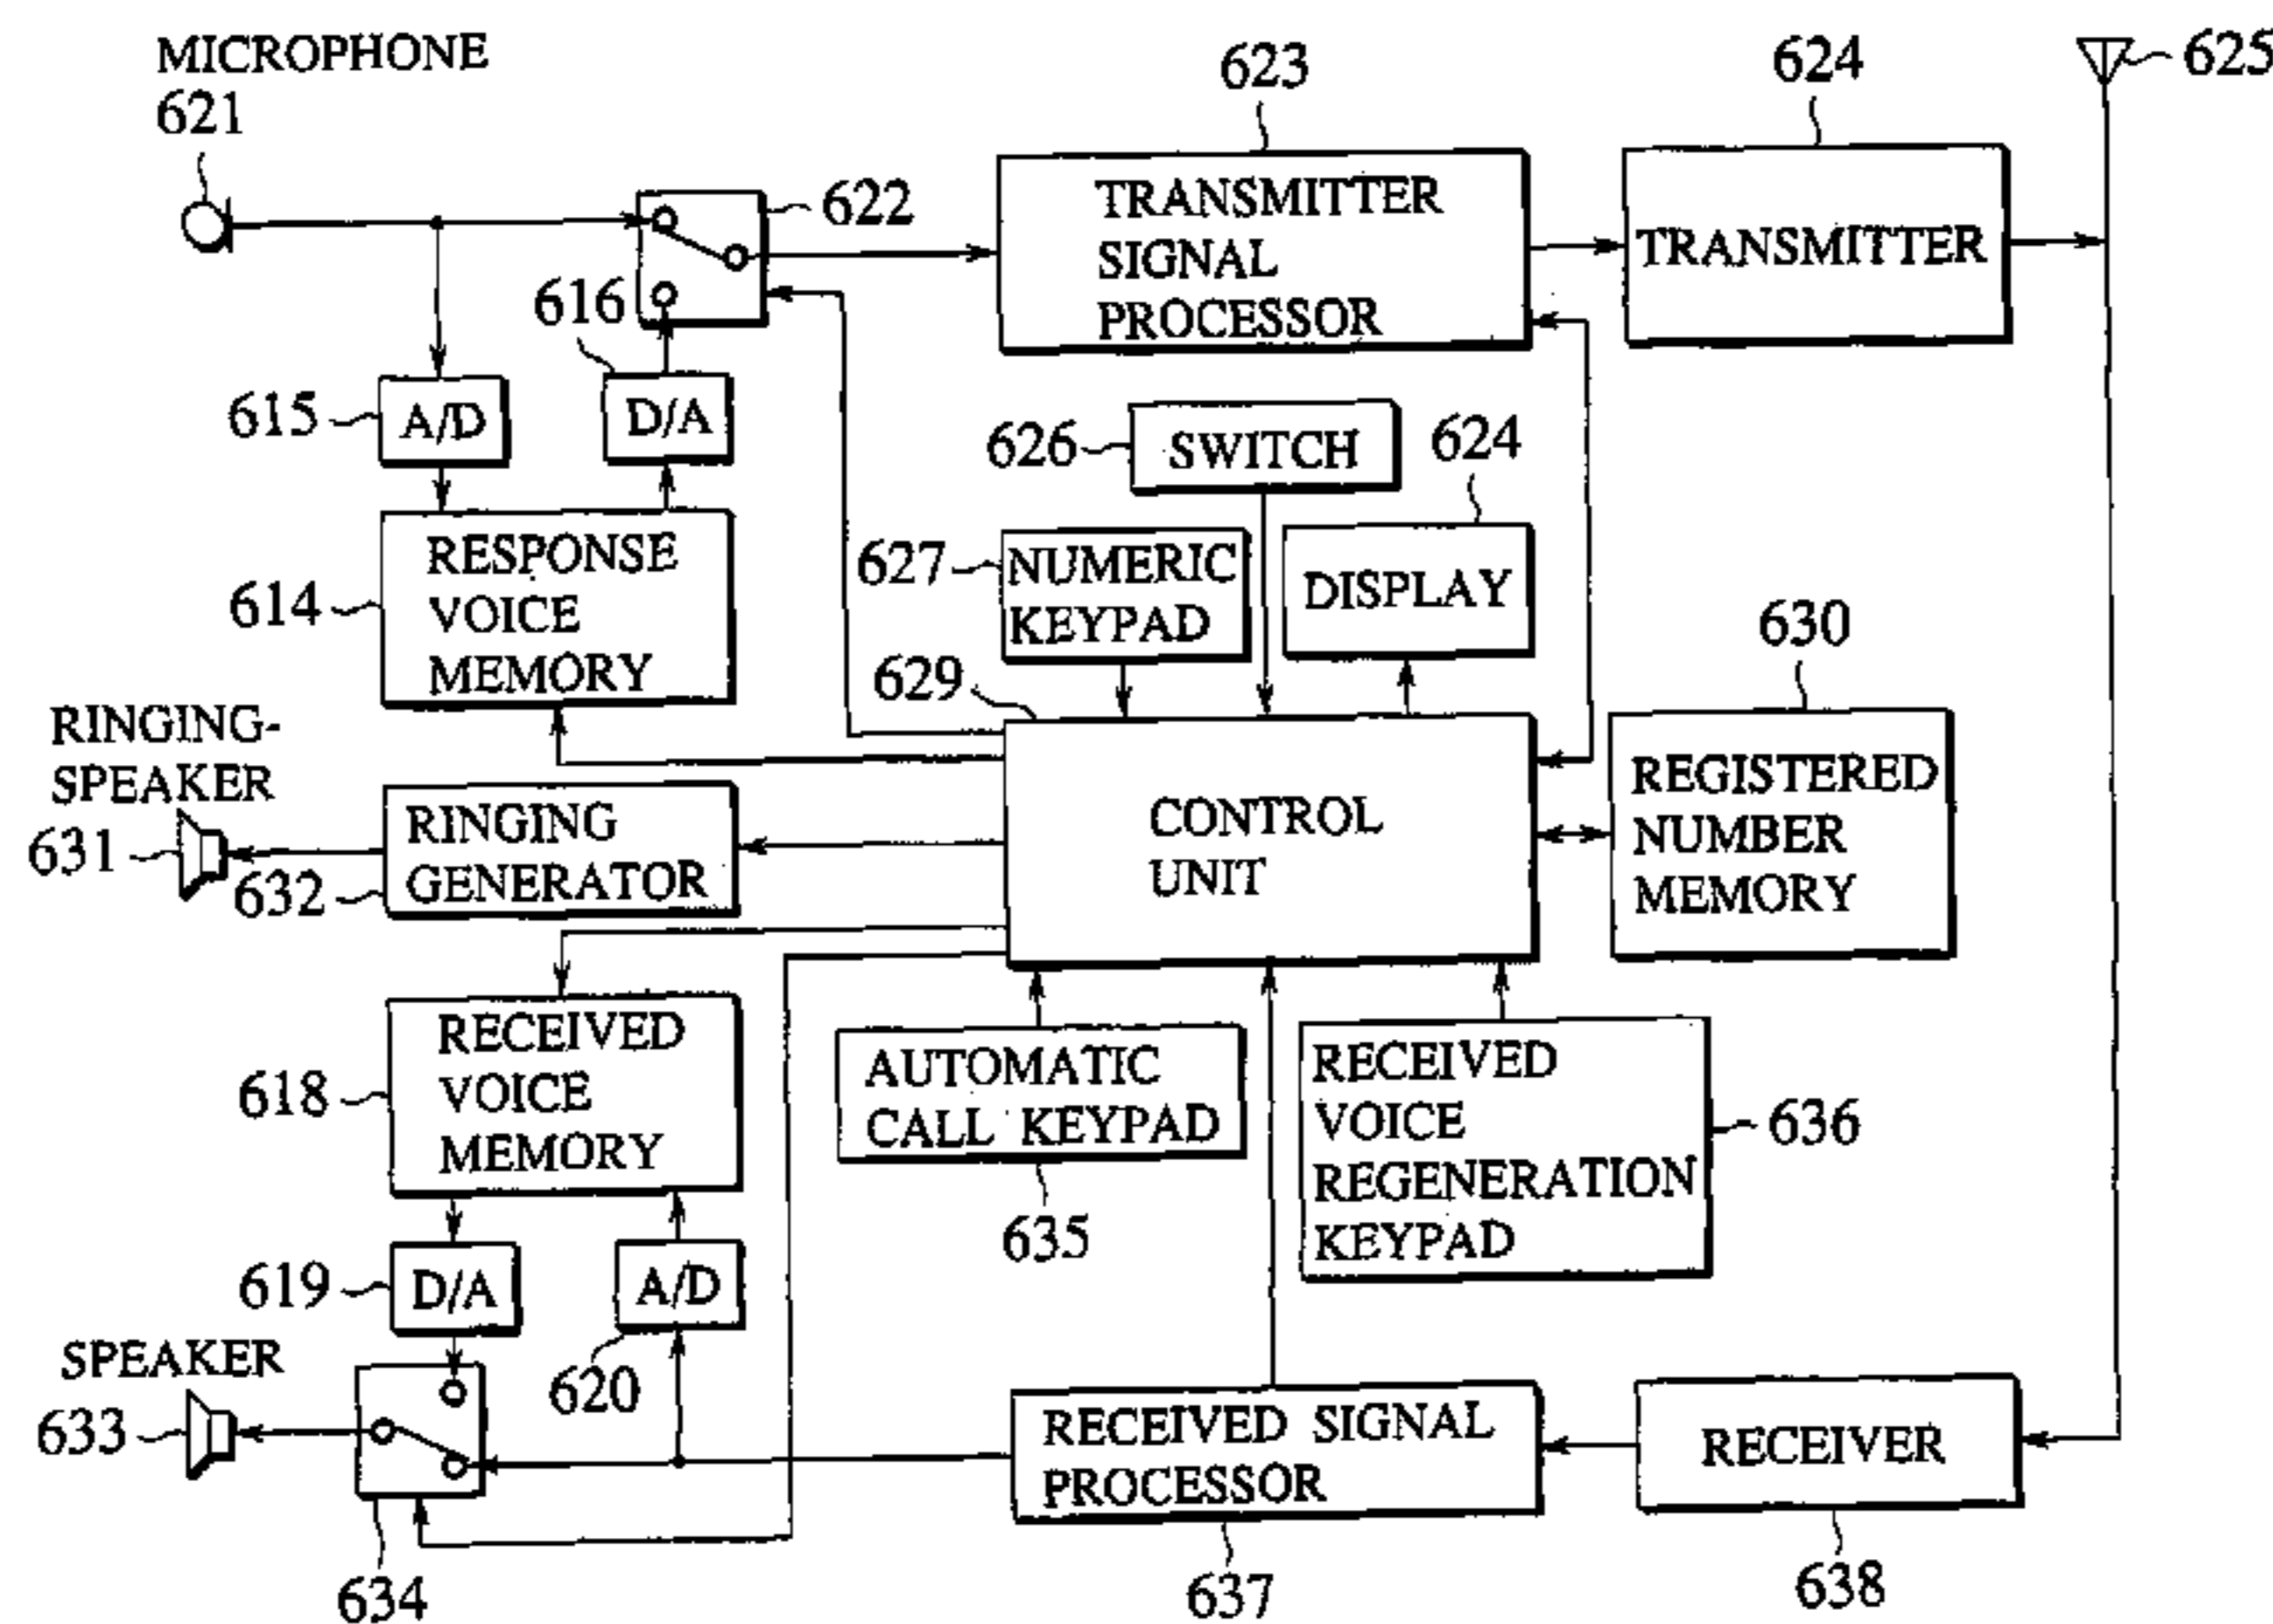 MICROPHONE
621
623
624
625
622
TRANSMITTER
SIGNAL
PROCESSOR
TRANSMITTER
616
615
A/D
D/A
626
SWITCH
624
614
RESPONSE
VOICE
MEMORY
627
NUMERIC
KEYPAD
DISPLAY
630
629
RINGING-
SPEAKER
631
632
RINGING
GENERATOR
CONTROL
UNIT
REGISTERED
NUMBER
MEMORY
618
RECEIVED
VOICE
MEMORY
AUTOMATIC
CALL KEYPAD
635
RECEIVED
VOICE
REGENERATION
KEYPAD
636
619
D/A
A/D
620
SPEAKER
633
634
RECEIVED SIGNAL
PROCESSOR
637
RECEIVER
638